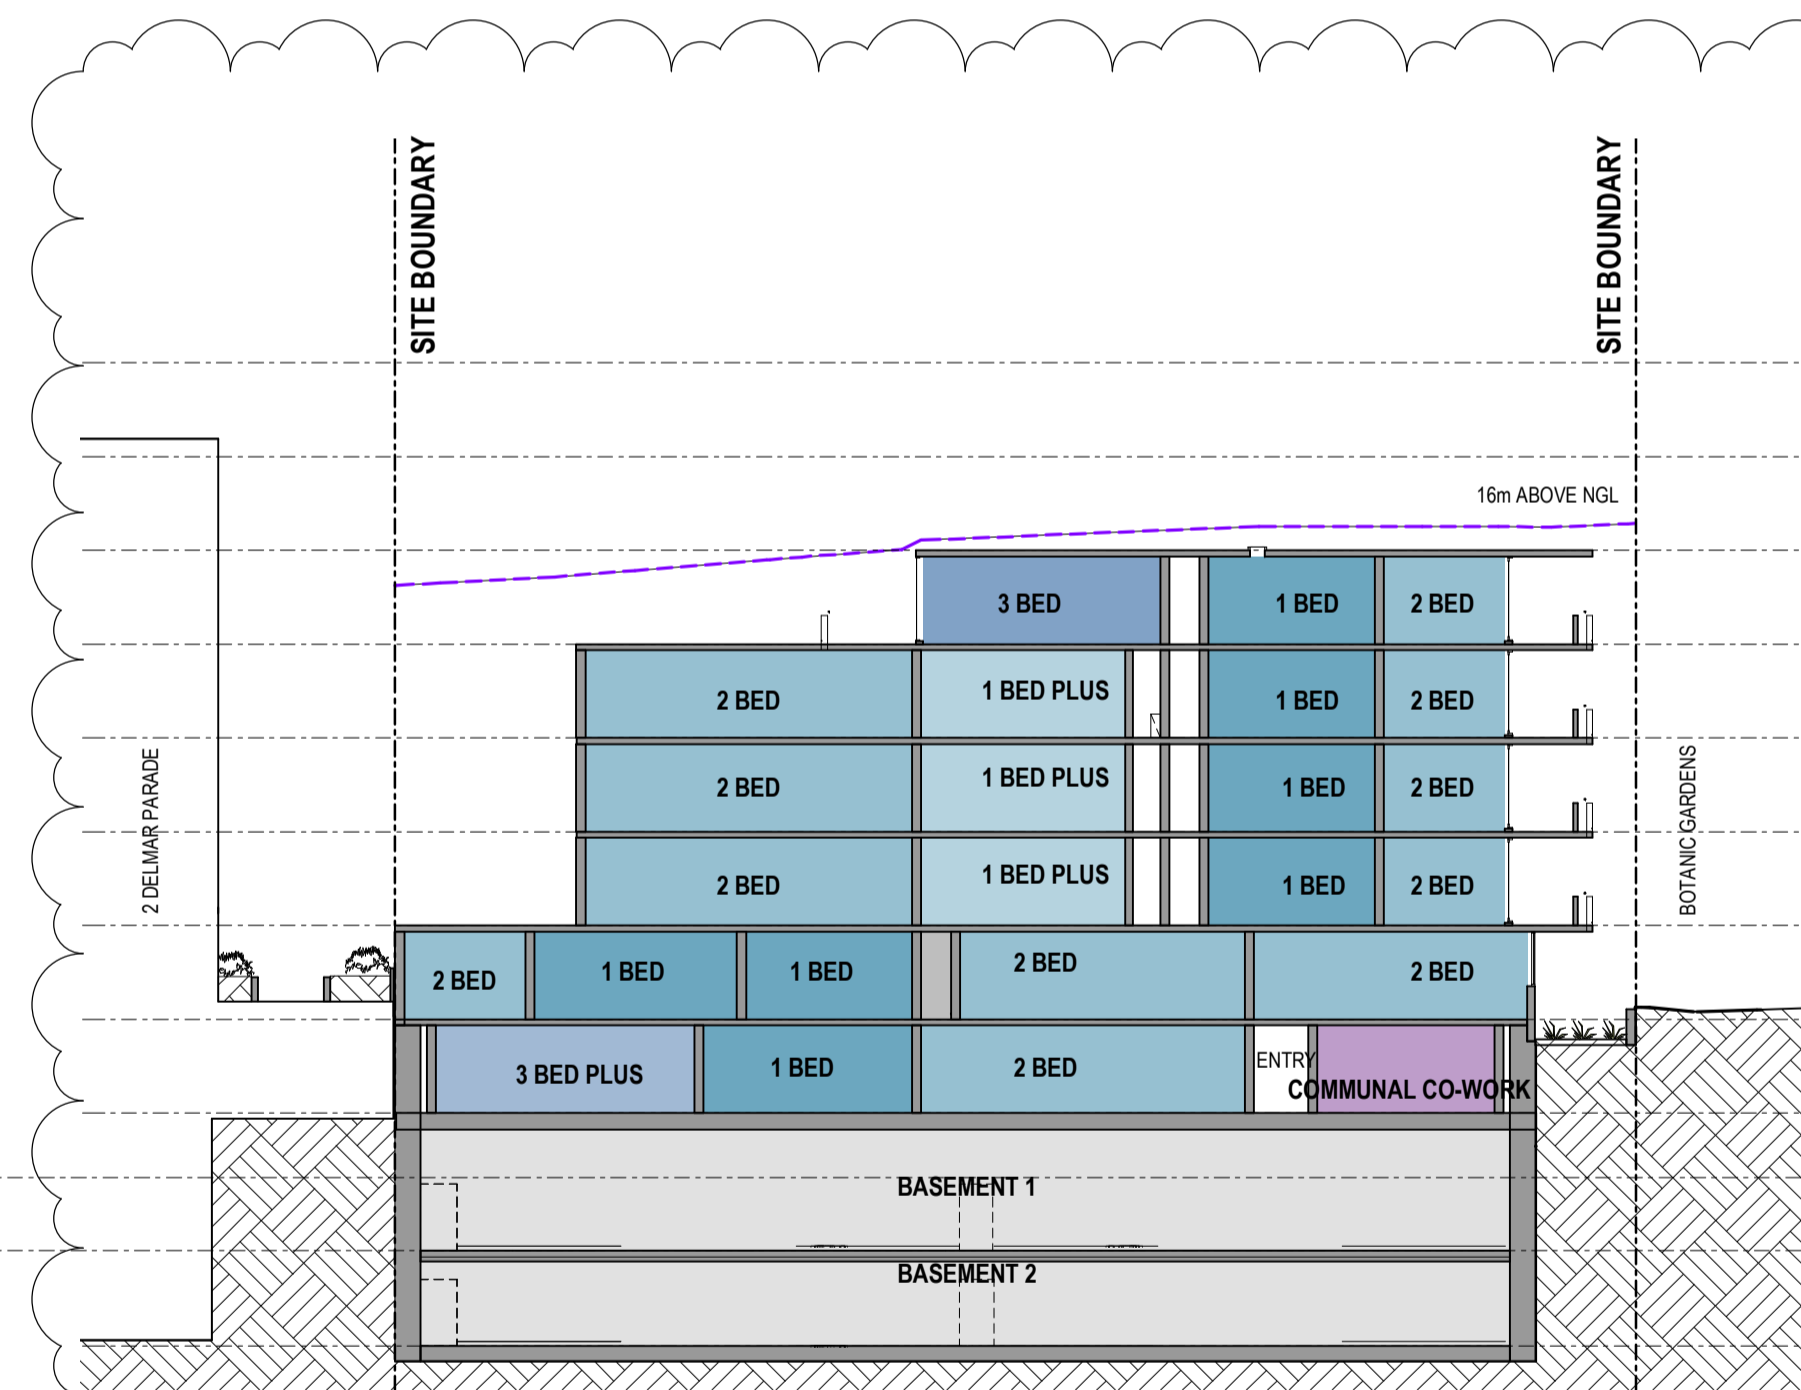 SITE BOUNDARY
SITE BOUNDARY
16m ABOVE NGL
3 BED
1 BED
2 BED
2 BED
1 BED PLUS
1 BED
2 BED
2 BED
1 BED PLUS
1 BED
2 BED
2 BED
1 BED PLUS
1 BED
2 BED
2 DELMAR PARADE
BOTANIC GARDENS
2 BED
1 BED
1 BED
2 BED
2 BED
3 BED PLUS
1 BED
2 BED
ENTRY
COMMUNAL CO-WORK
BASEMENT 1
BASEMENT 2